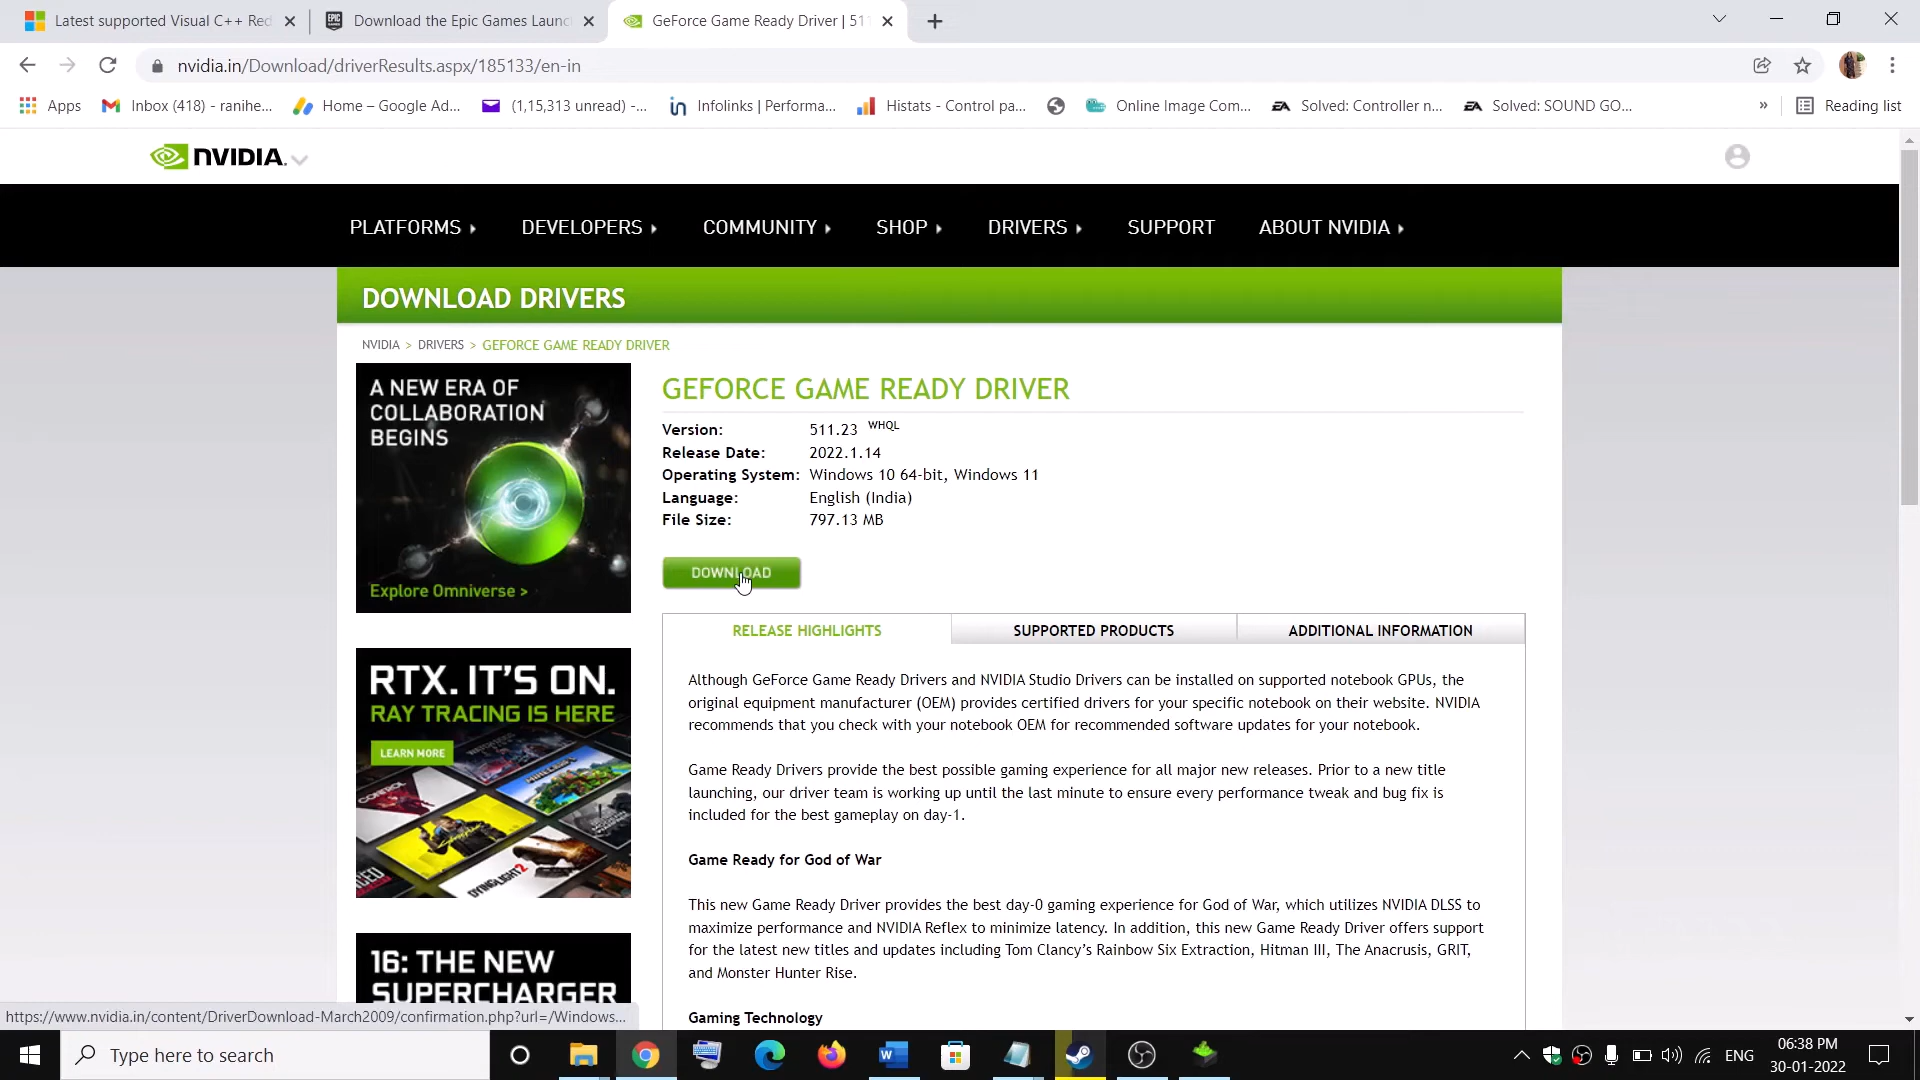 Latest supported Visual C++ Red
Download the Epic Games Launc
GeForce Game Ready Driver | 511
nvidia.in/Download/driverResults.aspx/185133/en-in
Apps
Inbox (418) - ranihe...
Home – Google Ad...
(1,15,313 unread) -...
Infolinks | Performa...
Histats - Control pa...
Online Image Com...
Solved: Controller n...
Solved: SOUND GO...
»
Reading list
NVIDIA.
PLATFORMS
DEVELOPERS
COMMUNITY
SHOP
DRIVERS
SUPPORT
ABOUT NVIDIA
DOWNLOAD DRIVERS
NVIDIA > DRIVERS > GEFORCE GAME READY DRIVER
A NEW ERA OF
COLLABORATION
BEGINS
Explore Omniverse >
GEFORCE GAME READY DRIVER
Version: 511.23 WHQL
Release Date: 2022.1.14
Operating System: Windows 10 64-bit, Windows 11
Language: English (India)
File Size: 797.13 MB
DOWNLOAD
RELEASE HIGHLIGHTS
SUPPORTED PRODUCTS
ADDITIONAL INFORMATION
Although GeForce Game Ready Drivers and NVIDIA Studio Drivers can be installed on supported notebook GPUs, the
original equipment manufacturer (OEM) provides certified drivers for your specific notebook on their website. NVIDIA
recommends that you check with your notebook OEM for recommended software updates for your notebook.
Game Ready Drivers provide the best possible gaming experience for all major new releases. Prior to a new title
launching, our driver team is working up until the last minute to ensure every performance tweak and bug fix is
included for the best gameplay on day-1.
Game Ready for God of War
This new Game Ready Driver provides the best day-0 gaming experience for God of War, which utilizes NVIDIA DLSS to
maximize performance and NVIDIA Reflex to minimize latency. In addition, this new Game Ready Driver offers support
for the latest new titles and updates including Tom Clancy's Rainbow Six Extraction, Hitman III, The Anacrusis, GRIT,
and Monster Hunter Rise.
Gaming Technology
RTX. IT'S ON.
RAY TRACING IS HERE
LEARN MORE
CONTROL
MINECRAFT
DYING LIGHT 2
16: THE NEW
SUPERCHARGER
https://www.nvidia.in/content/DriverDownload-March2009/confirmation.php?url=/Windows...
Type here to search
ENG
06:38 PM
30-01-2022